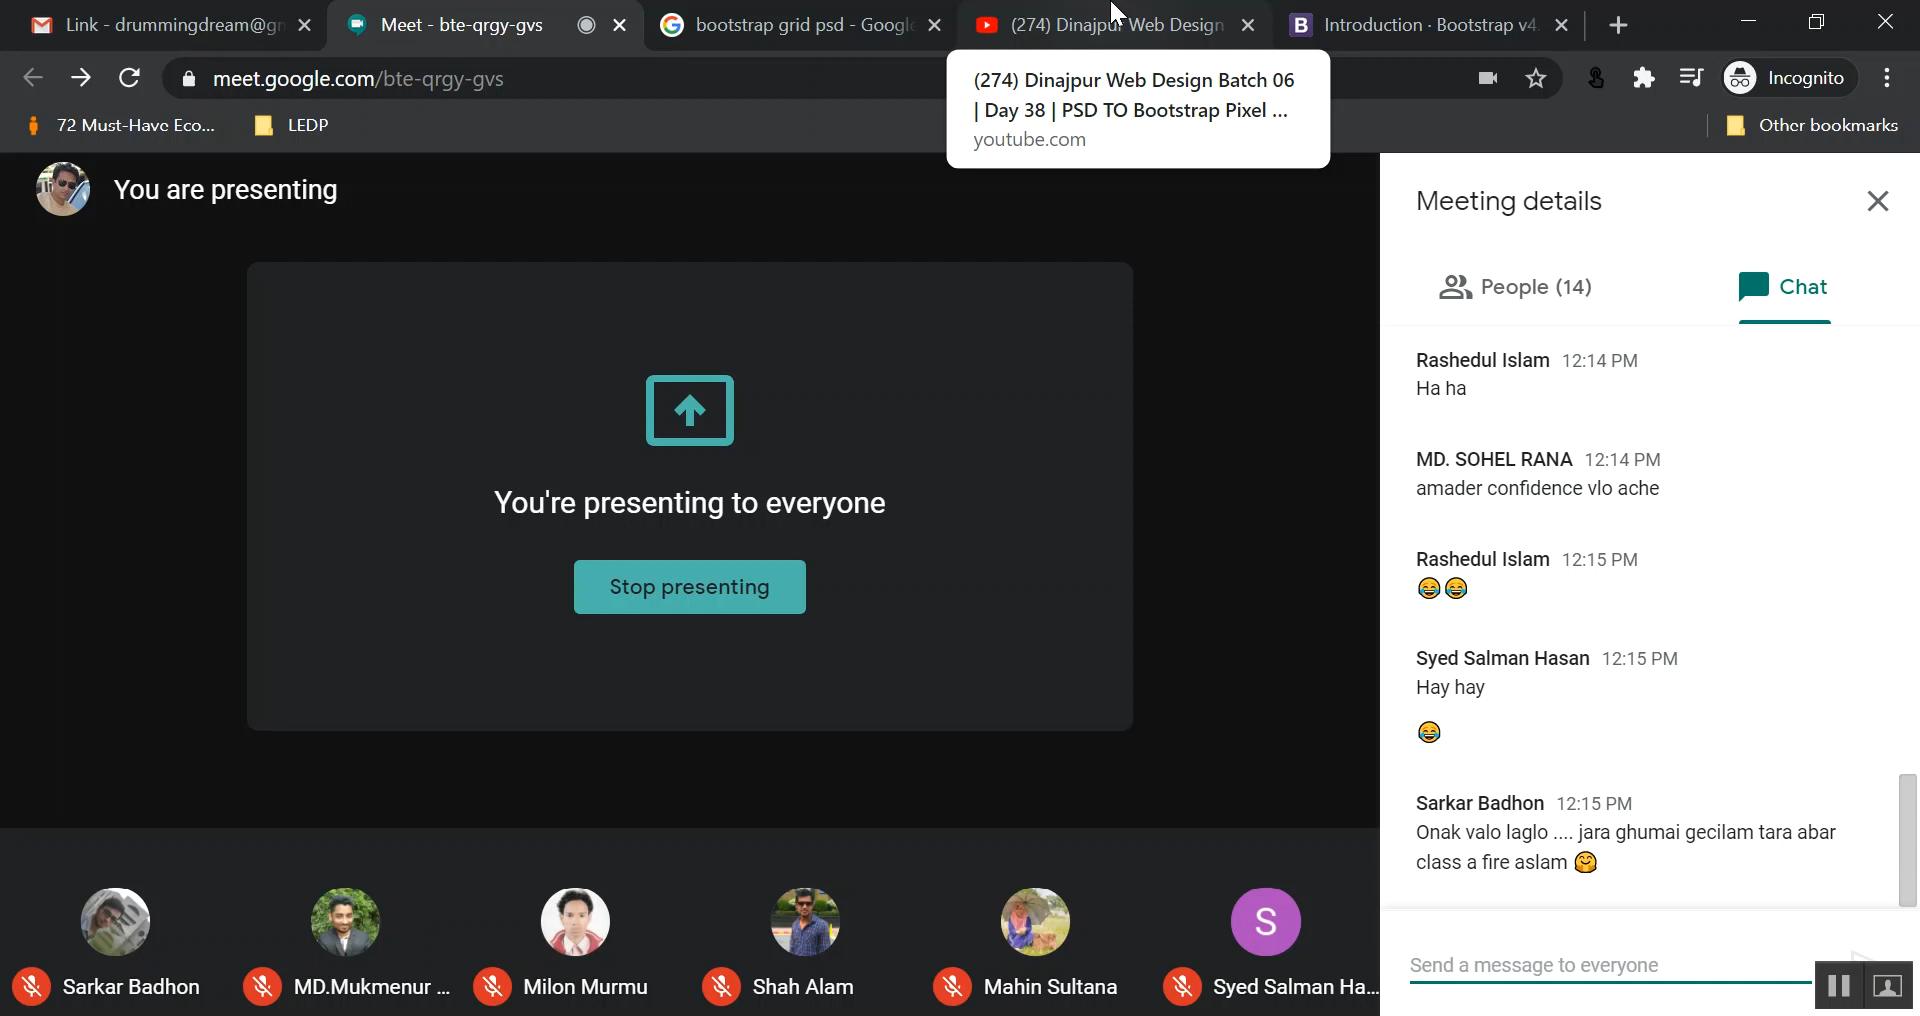 Link - drummingdream@gm
Meet - bte-qrgy-gvs
bootstrap grid psd - Google
(274) Dinajpur Web Design
Introduction · Bootstrap v4.
meet.google.com/bte-qrgy-gvs
Incognito
72 Must-Have Eco...
LEDP
Other bookmarks
(274) Dinajpur Web Design Batch 06
| Day 38 | PSD TO Bootstrap Pixel ...
youtube.com
You are presenting
You're presenting to everyone
Stop presenting
Meeting details
People (14)
Chat
Rashedul Islam 12:14 PM
Ha ha
MD. SOHEL RANA 12:14 PM
amader confidence vlo ache
Rashedul Islam 12:15 PM
😂😂
Syed Salman Hasan 12:15 PM
Hay hay
😂
Sarkar Badhon 12:15 PM
Onak valo laglo .... jara ghumai gecilam tara abar
class a fire aslam 🤗
Send a message to everyone
S
Sarkar Badhon
MD.Mukmenur ...
Milon Murmu
Shah Alam
Mahin Sultana
Syed Salman Ha...